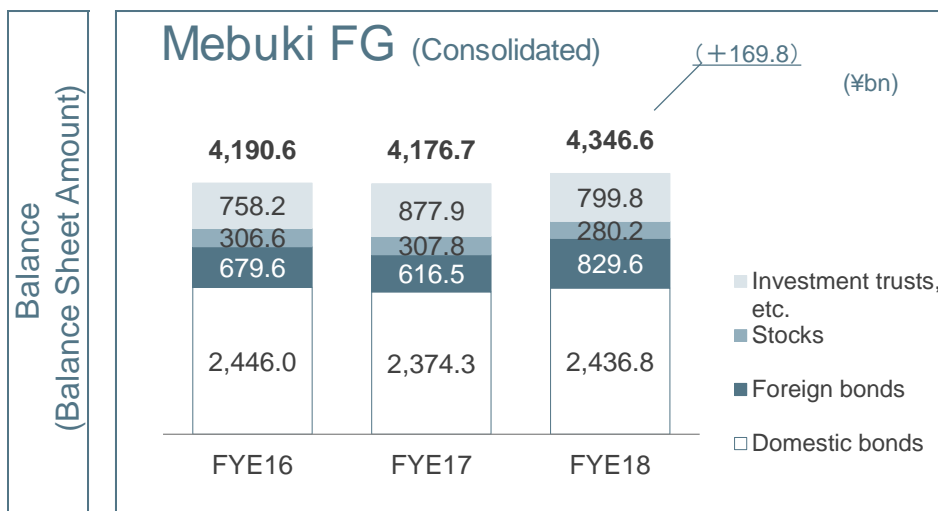 Balance
(Balance Sheet Amount)
Mebuki FG (Consolidated)
(＋169.8)
(¥bn)
4,190.6
4,176.7
4,346.6
758.2
877.9
799.8
306.6
307.8
280.2
679.6
616.5
829.6
2,446.0
2,374.3
2,436.8
FYE16
FYE17
FYE18
Investment trusts,
etc.
Stocks
Foreign bonds
Domestic bonds